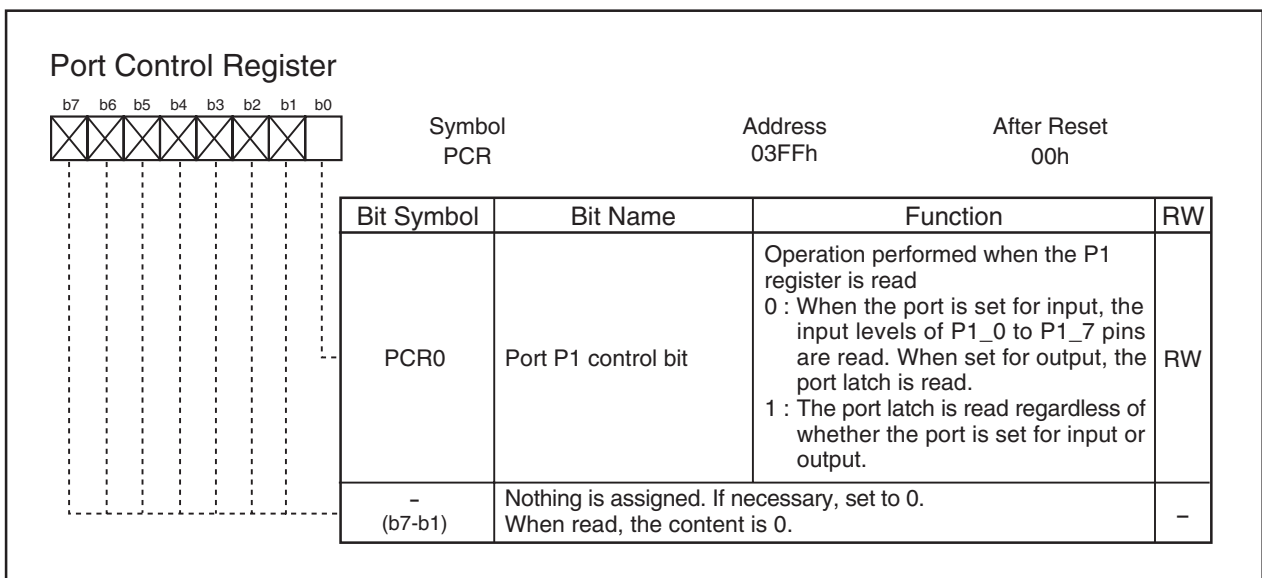 Port Control Register
b7 b6 b5 b4 b3 b2 b1 b0
Symbol Address After Reset
PCR 03FFh 00h
Bit Symbol Bit Name Function RW
PCR0 Port P1 control bit RW
Operation performed when the P1
register is read
0 : When the port is set for input, the
input levels of P1_0 to P1_7 pins
are read. When set for output, the
port latch is read.
1 : The port latch is read regardless of
whether the port is set for input or
output.
–
(b7-b1)
Nothing is assigned. If necessary, set to 0.
When read, the content is 0.
–